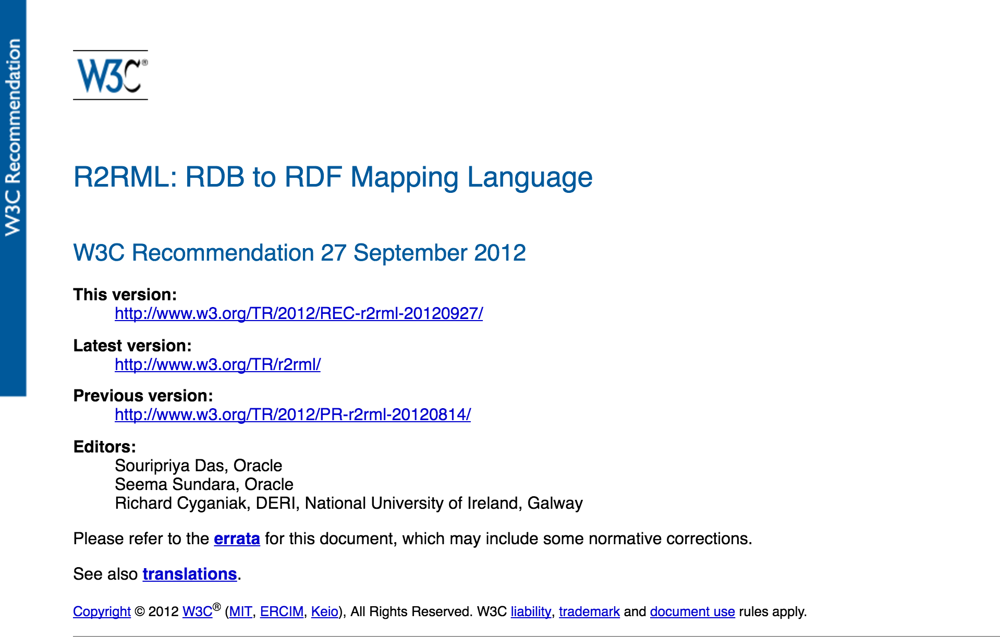 W3C Recommendation
W3C®
R2RML: RDB to RDF Mapping Language
W3C Recommendation 27 September 2012
This version:
http://www.w3.org/TR/2012/REC-r2rml-20120927/
Latest version:
http://www.w3.org/TR/r2rml/
Previous version:
http://www.w3.org/TR/2012/PR-r2rml-20120814/
Editors:
Souripriya Das, Oracle
Seema Sundara, Oracle
Richard Cyganiak, DERI, National University of Ireland, Galway
Please refer to the errata for this document, which may include some normative corrections.
See also translations.
Copyright © 2012 W3C® (MIT, ERCIM, Keio), All Rights Reserved. W3C liability, trademark and document use rules apply.